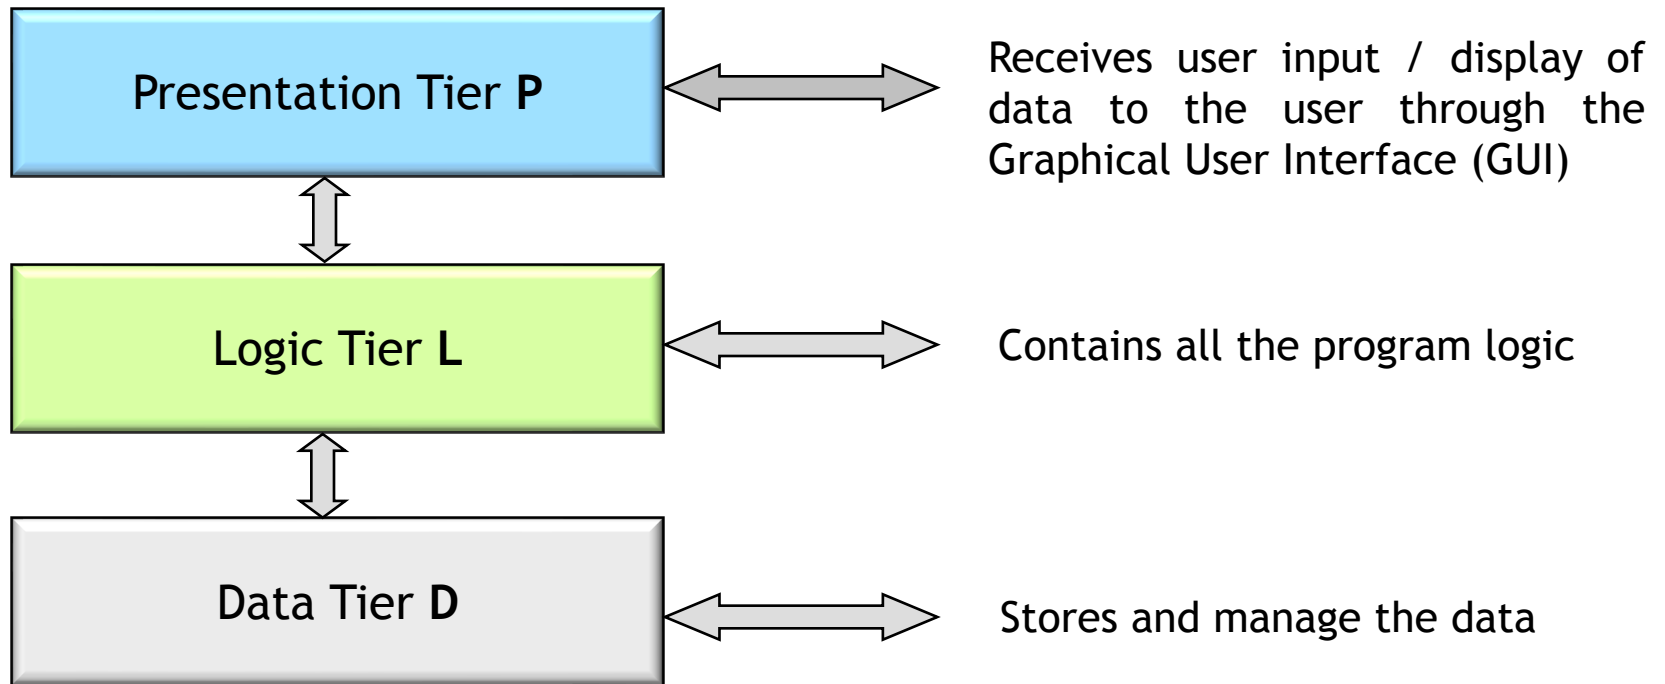 Presentation Tier P
Receives user input / display of
data to the user through the
Graphical User Interface (GUI)
Logic Tier L
Contains all the program logic
Data Tier D
Stores and manage the data